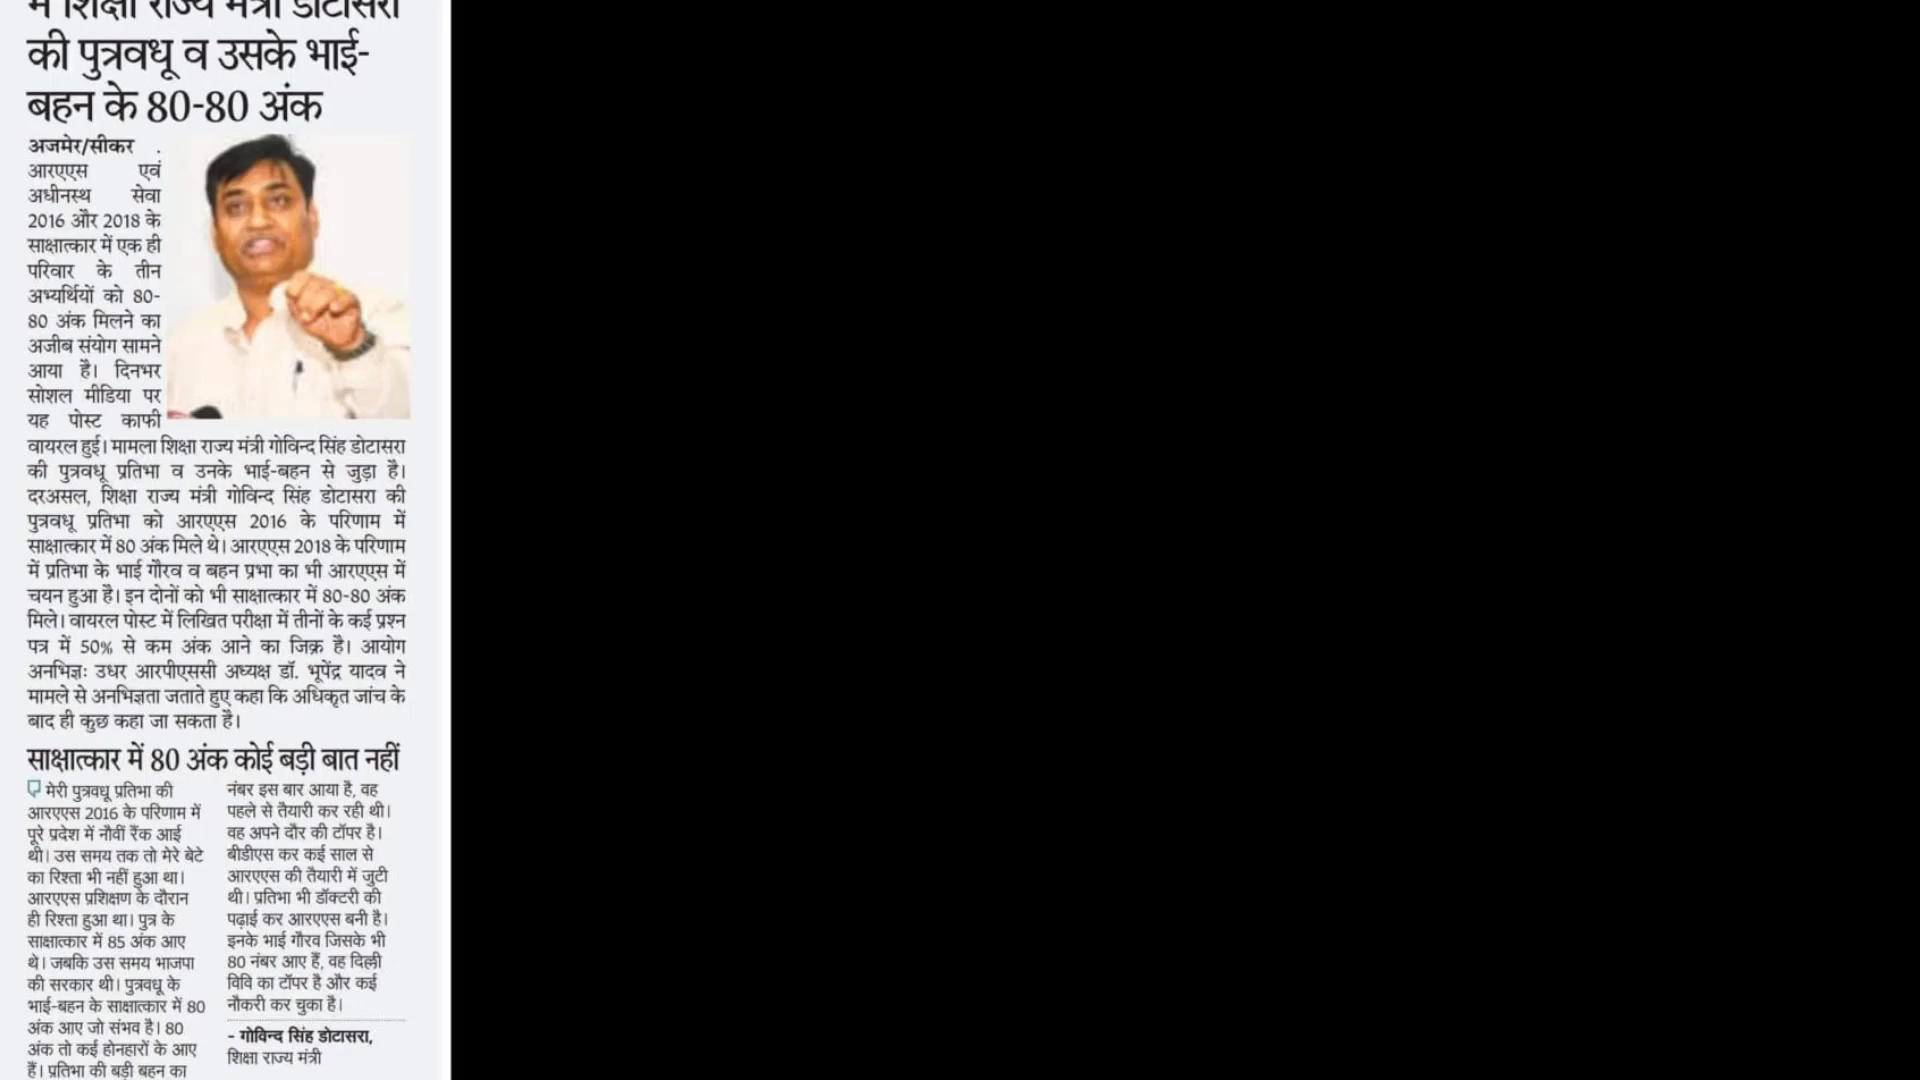 में शिक्षा राज्य मंत्री डोटासरा
की पुत्रवधू व उसके भाई-
बहन के 80-80 अंक
अजमेर/सीकर .
आरएएस एवं
अधीनस्थ सेवा
2016 और 2018 के
साक्षात्कार में एक ही
परिवार के तीन
अभ्यर्थियों को 80-
80 अंक मिलने का
अजीब संयोग सामने
आया है। दिनभर
सोशल मीडिया पर
यह पोस्ट काफी
वायरल हुई। मामला शिक्षा राज्य मंत्री गोविन्द सिंह डोटासरा
की पुत्रवधू प्रतिभा व उनके भाई-बहन से जुड़ा है।
दरअसल, शिक्षा राज्य मंत्री गोविन्द सिंह डोटासरा की
पुत्रवधू प्रतिभा को आरएएस 2016 के परिणाम में
साक्षात्कार में 80 अंक मिले थे। आरएएस 2018 के परिणाम
में प्रतिभा के भाई गौरव व बहन प्रभा का भी आरएएस में
चयन हुआ है। इन दोनों को भी साक्षात्कार में 80-80 अंक
मिले। वायरल पोस्ट में लिखित परीक्षा में तीनों के कई प्रश्न
पत्र में 50% से कम अंक आने का जिक्र है। आयोग
अनभिज्ञः उधर आरपीएससी अध्यक्ष डॉ. भूपेंद्र यादव ने
मामले से अनभिज्ञता जताते हुए कहा कि अधिकृत जांच के
बाद ही कुछ कहा जा सकता है।
साक्षात्कार में 80 अंक कोई बड़ी बात नहीं
मेरी पुत्रवधू प्रतिभा की
आरएएस 2016 के परिणाम में
पूरे प्रदेश में नौवीं रैंक आई
थी। उस समय तक तो मेरे बेटे
का रिश्ता भी नहीं हुआ था।
आरएएस प्रशिक्षण के दौरान
ही रिश्ता हुआ था। पुत्र के
साक्षात्कार में 85 अंक आए
थे। जबकि उस समय भाजपा
की सरकार थी। पुत्रवधू के
भाई-बहन के साक्षात्कार में 80
अंक आए जो संभव है। 80
अंक तो कई होनहारों के आए
हैं। प्रतिभा की बड़ी बहन का
नंबर इस बार आया है, वह
पहले से तैयारी कर रही थी।
वह अपने दौर की टॉपर है।
बीडीएस कर कई साल से
आरएएस की तैयारी में जुटी
थी। प्रतिभा भी डॉक्टरी की
पढ़ाई कर आरएएस बनी है।
इनके भाई गौरव जिसके भी
80 नंबर आए हैं, वह दिल्ली
विवि का टॉपर है और कई
नौकरी कर चुका है।
- गोविन्द सिंह डोटासरा,
शिक्षा राज्य मंत्री